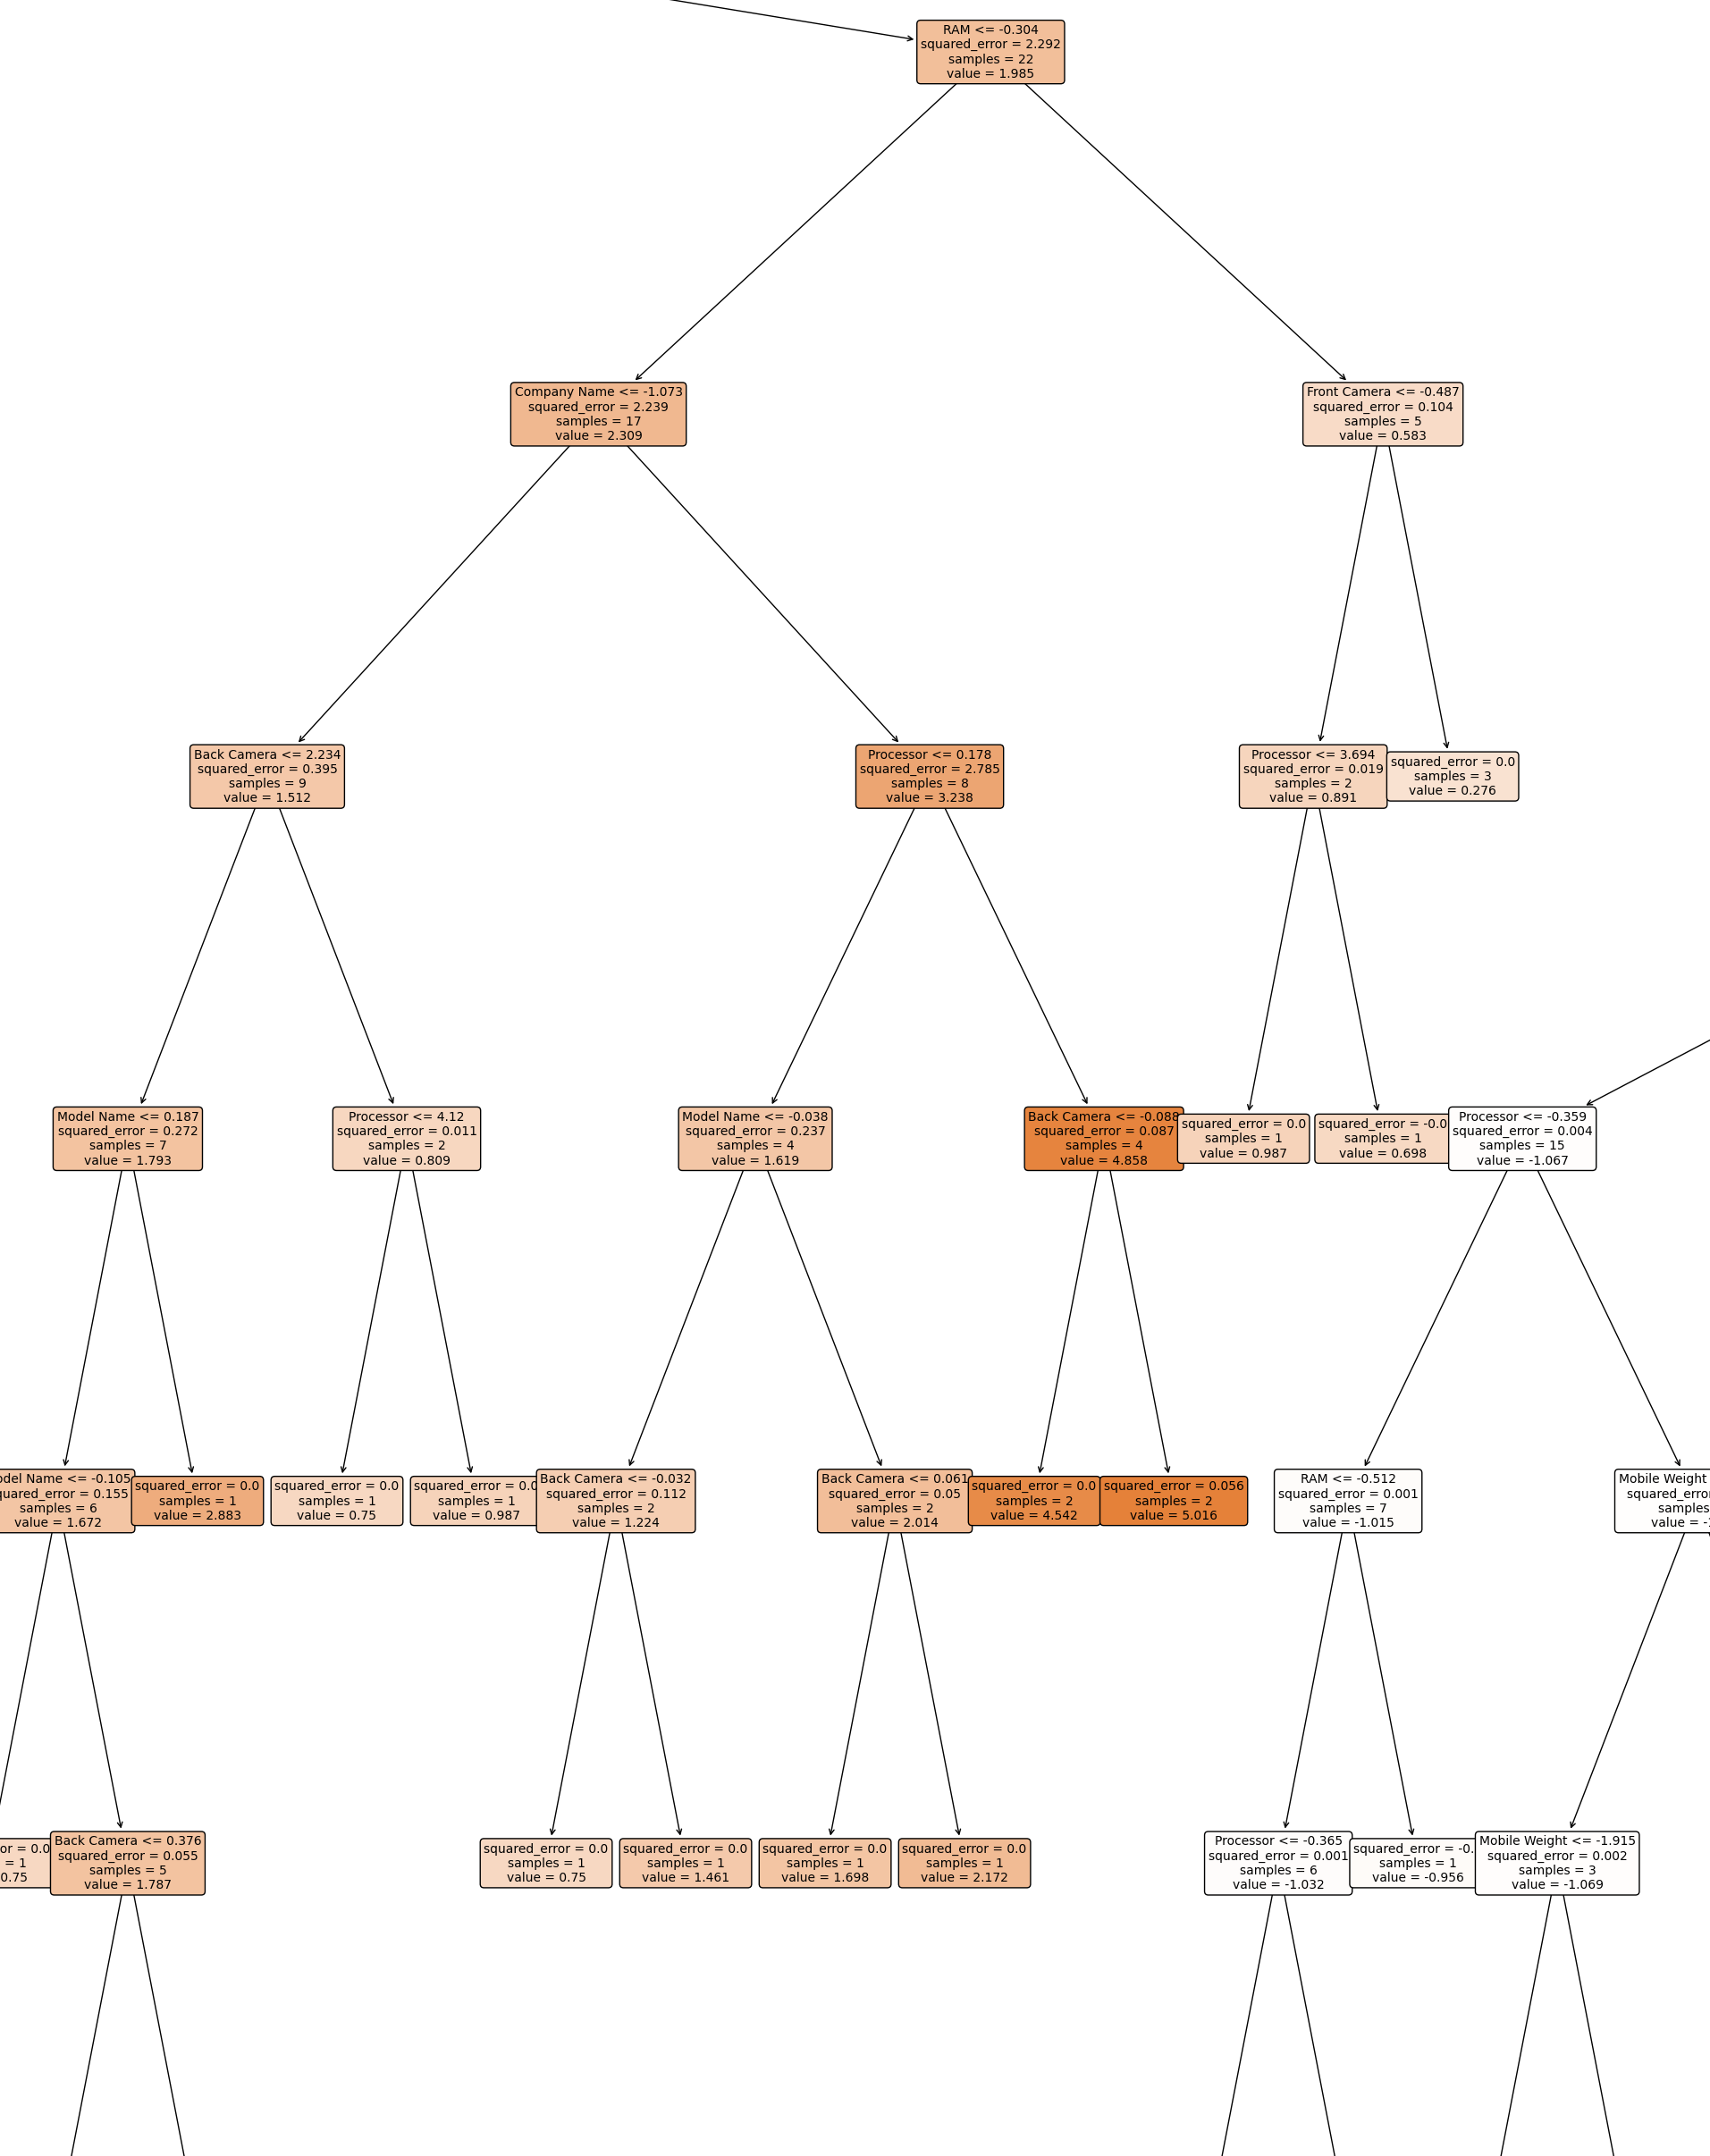 RAM <= -0.304
squared_error = 2.292
samples = 22
value = 1.985
Company Name <= -1.073
squared_error = 2.239
samples = 17
value = 2.309
Front Camera <= -0.487
squared_error = 0.104
samples = 5
value = 0.583
Back Camera <= 2.234
squared_error = 0.395
samples = 9
value = 1.512
Processor <= 0.178
squared_error = 2.785
samples = 8
value = 3.238
Processor <= 3.694
squared_error = 0.019
samples = 2
value = 0.891
squared_error = 0.0
samples = 3
value = 0.276
Model Name <= 0.187
squared_error = 0.272
samples = 7
value = 1.793
Processor <= 4.12
squared_error = 0.011
samples = 2
value = 0.809
Model Name <= -0.038
squared_error = 0.237
samples = 4
value = 1.619
Back Camera <= -0.088
squared_error = 0.087
samples = 4
value = 4.858
squared_error = 0.0
samples = 1
value = 0.987
squared_error = -0.0
samples = 1
value = 0.698
Processor <= -0.359
squared_error = 0.004
samples = 15
value = -1.067
Name <= -0.105
= 0.155
samples = 6
value = 1.672
squared_error = 0.0
samples = 1
value = 2.883
squared_error = 0.0
samples = 1
value = 0.75
squared_error = 0.0
samples = 1
value = 0.987
Back Camera <= -0.032
squared_error = 0.112
samples = 2
value = 1.224
Back Camera <= 0.061
squared_error = 0.05
samples = 2
value = 2.014
squared_error = 0.0
samples = 2
value = 4.542
squared_error = 0.056
samples = 2
value = 5.016
RAM <= -0.512
squared_error = 0.001
samples = 7
value = -1.015
Mobile Weight
value =
= 0.0
= 1
0.75
Back Camera <= 0.376
squared_error = 0.055
samples = 5
value = 1.787
squared_error = 0.0
samples = 1
value = 0.75
squared_error = 0.0
samples = 1
value = 1.461
squared_error = 0.0
samples = 1
value = 1.698
squared_error = 0.0
samples = 1
value = 2.172
Processor <= -0.365
squared_error = 0.001
samples = 6
value = -1.032
squared_error = -0.
samples = 1
value = -0.956
Mobile Weight <= -1.915
squared_error = 0.002
samples = 3
value = -1.069